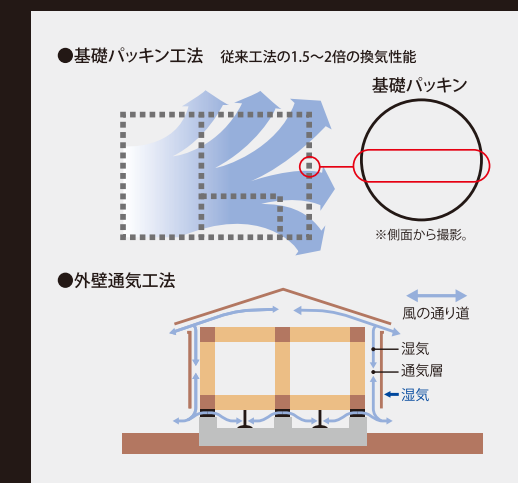 ●基礎パッキン工法 従来工法の1.5～2倍の換気性能
基礎パッキン
※側面から撮影。
●外壁通気工法
風の通り道
湿気
通気層
湿気